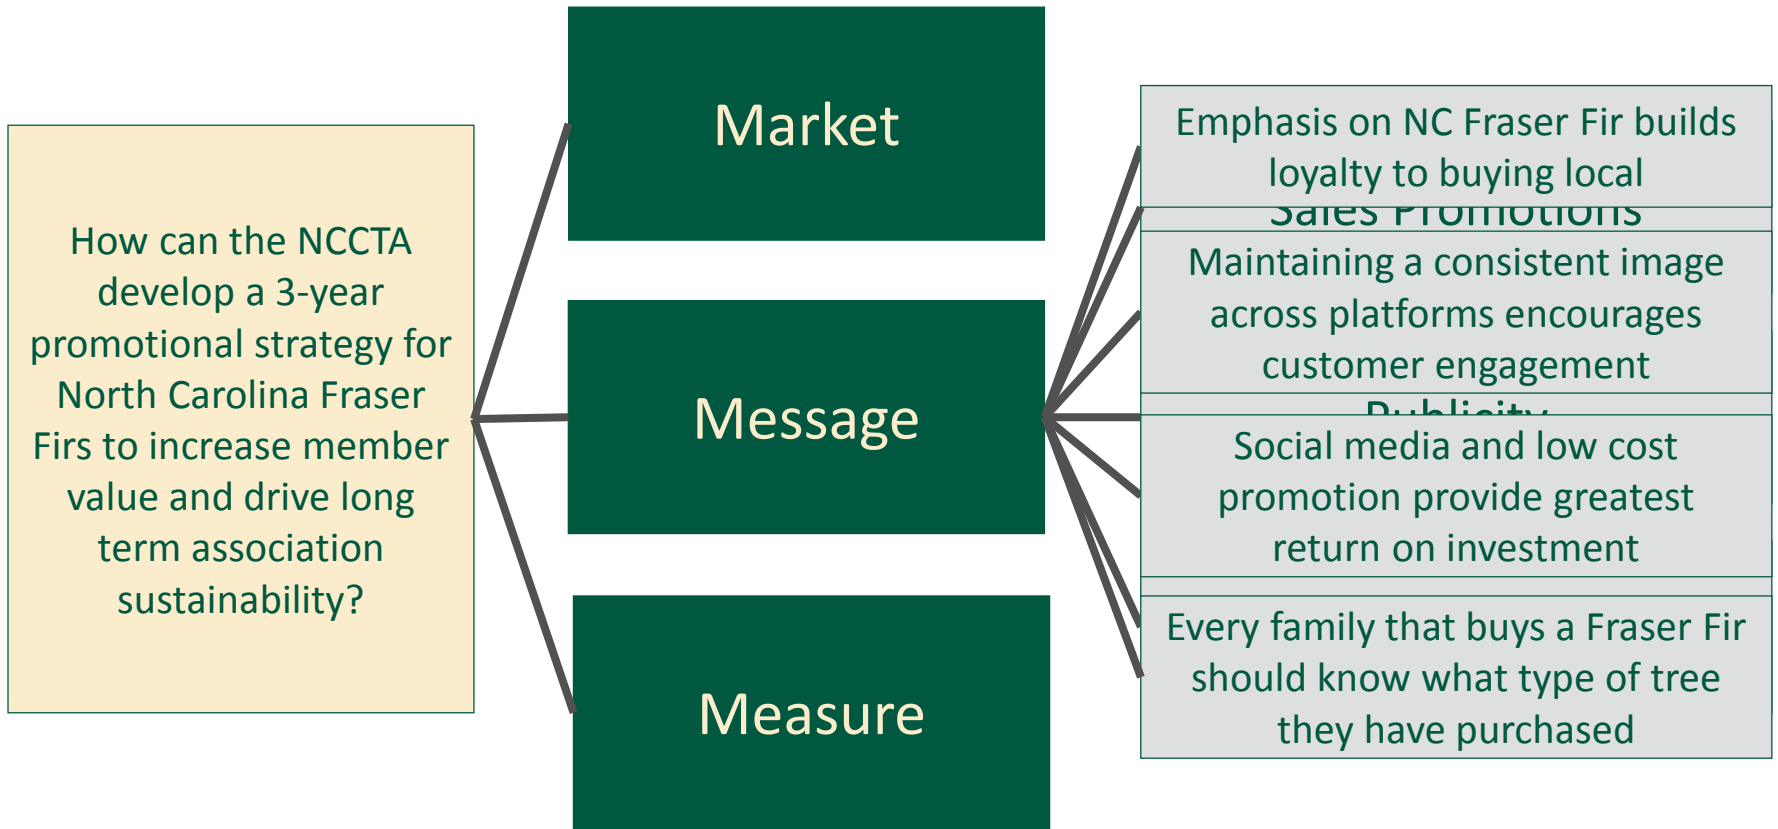 How can the NCCTA
develop a 3-year
promotional strategy for
North Carolina Fraser
Firs to increase member
value and drive long
term association
sustainability?
Market
Message
Measure
Emphasis on NC Fraser Fir builds
loyalty to buying local
Sales Promotions
Maintaining a consistent image
across platforms encourages
customer engagement
Publicity
Social media and low cost
promotion provide greatest
return on investment
Every family that buys a Fraser Fir
should know what type of tree
they have purchased